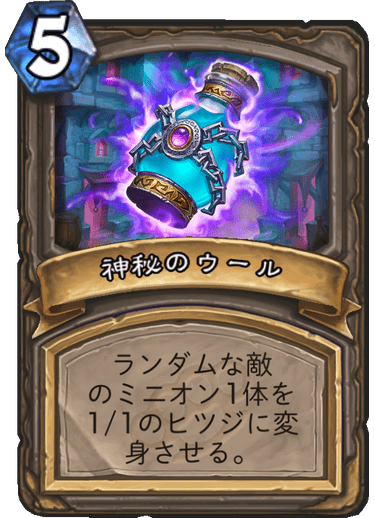 5
神秘のウール
ランダムな敵
のミニオン1体を
1/1のヒツジに変
身させる。